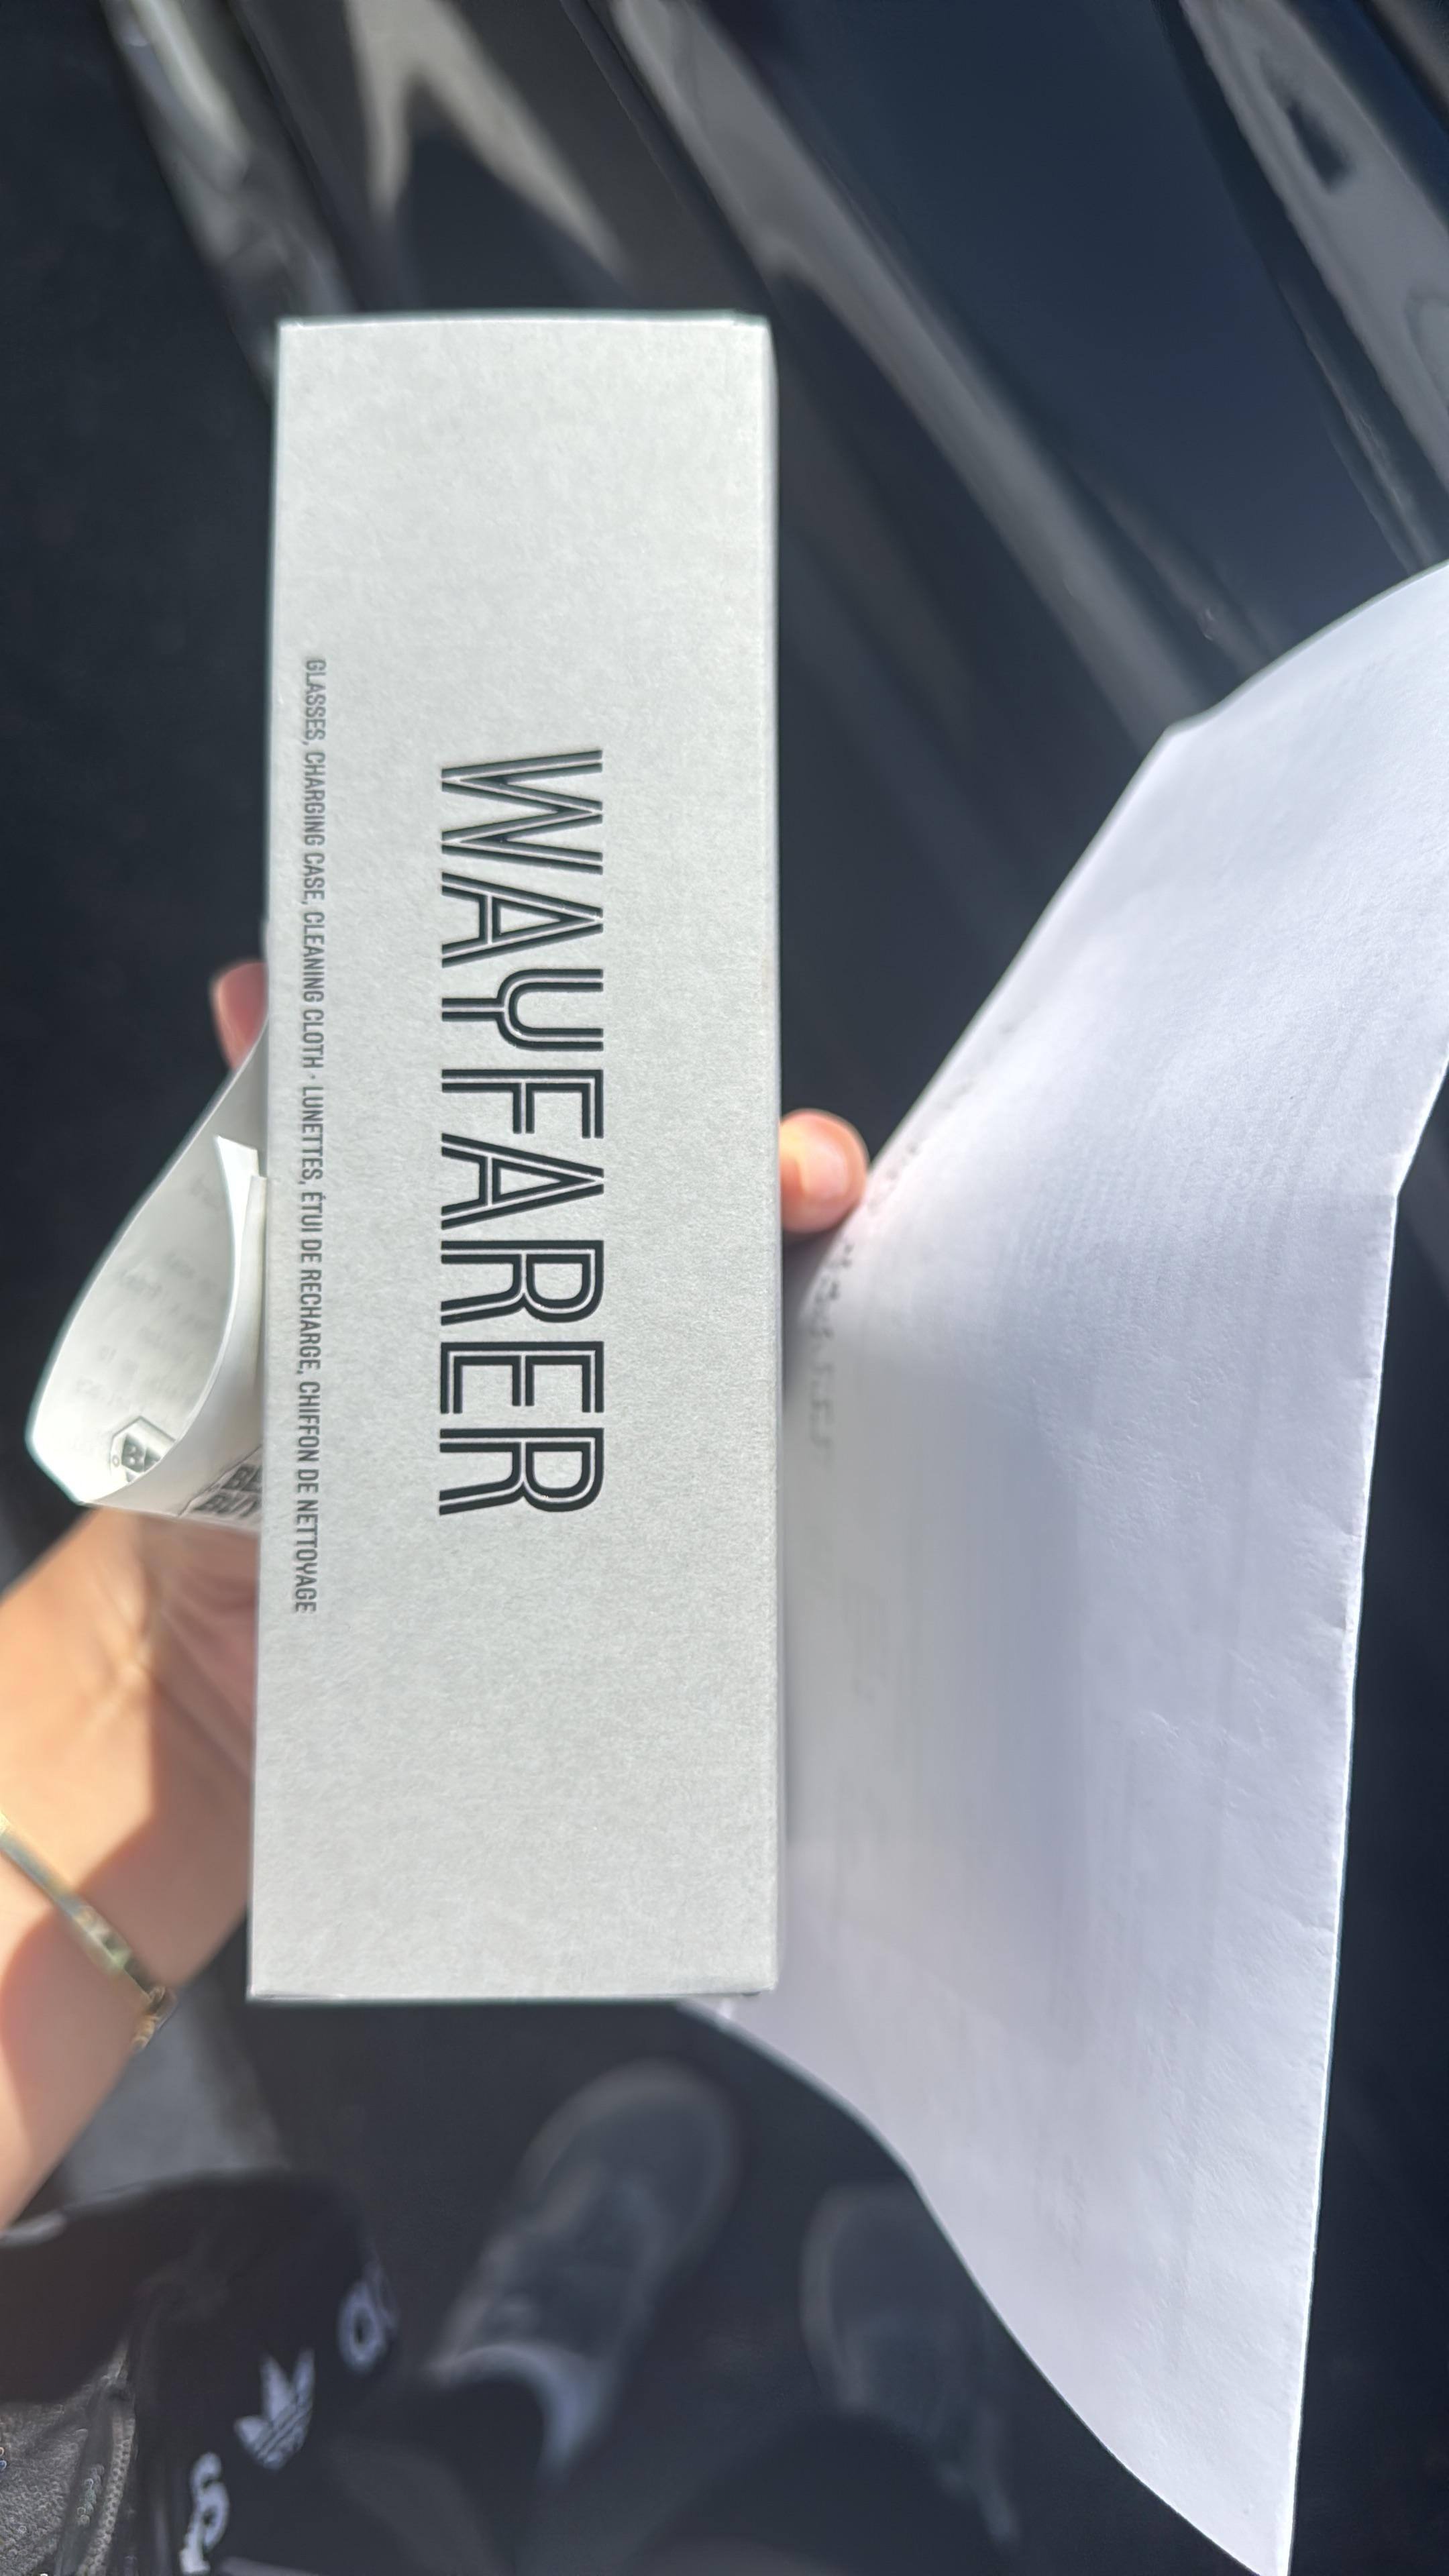 WAYFARER
GLASSES, CHARGING CASE, CLEANING CLOTH · LUNETTES, ÉTUI DE RECHARGE, CHIFFON DE NETTOYAGE